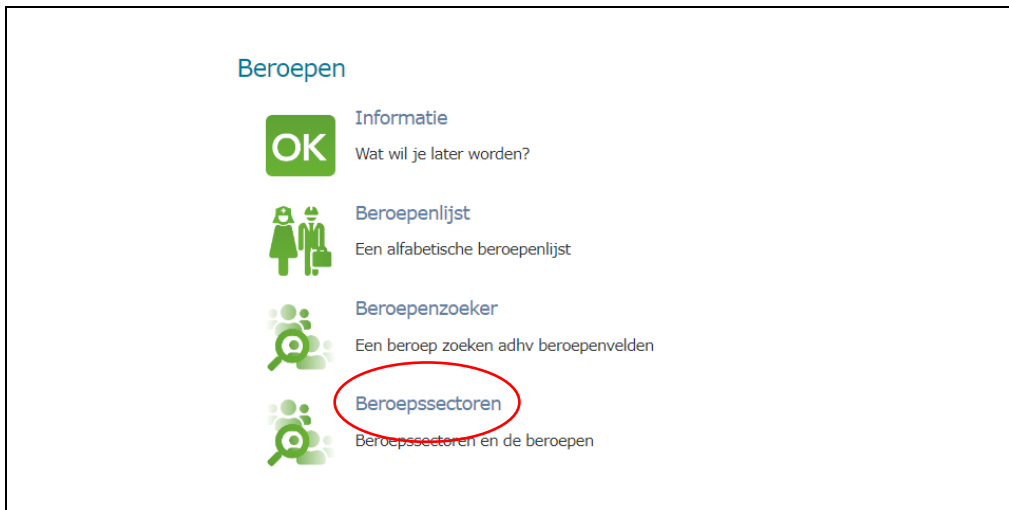 Beroepen
OK
Informatie
Wat wil je later worden?
Beroepenlijst
Een alfabetische beroepenlijst
Beroepenzoeker
Een beroep zoeken adhv beroepenvelden
Beroepssectoren
Beroepssectoren en de beroepen